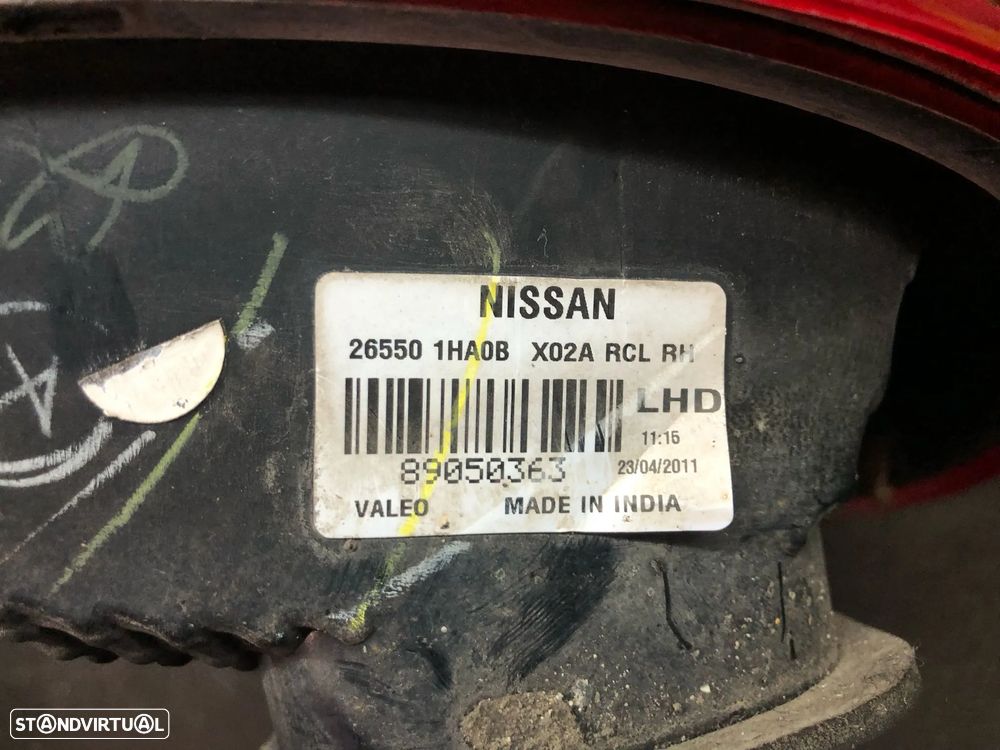 NISSAN
26550 1HA0B X02A RCL RH
LHD
11:15
89050363
23/04/2011
VALEO MADE IN INDIA
STANDVIRTUAL